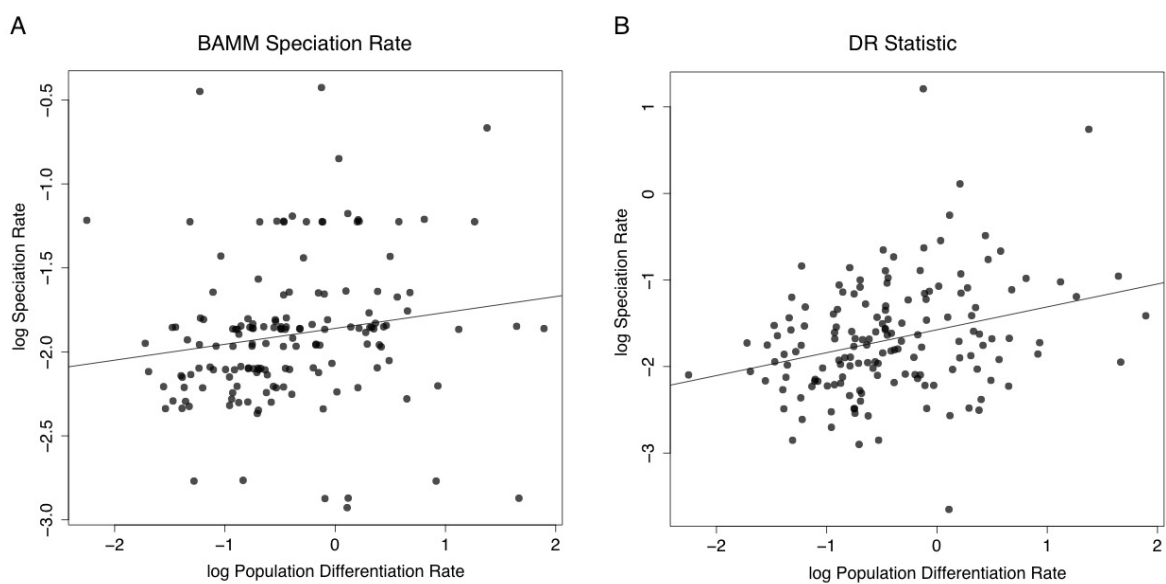 A
BAMM Speciation Rate
log Speciation Rate
−0.5
−1.0
−1.5
−2.0
−2.5
−3.0
−2
−1
0
1
2
log Population Differentiation Rate
B
DR Statistic
log Speciation Rate
1
0
−1
−2
−3
−2
−1
0
1
2
log Population Differentiation Rate